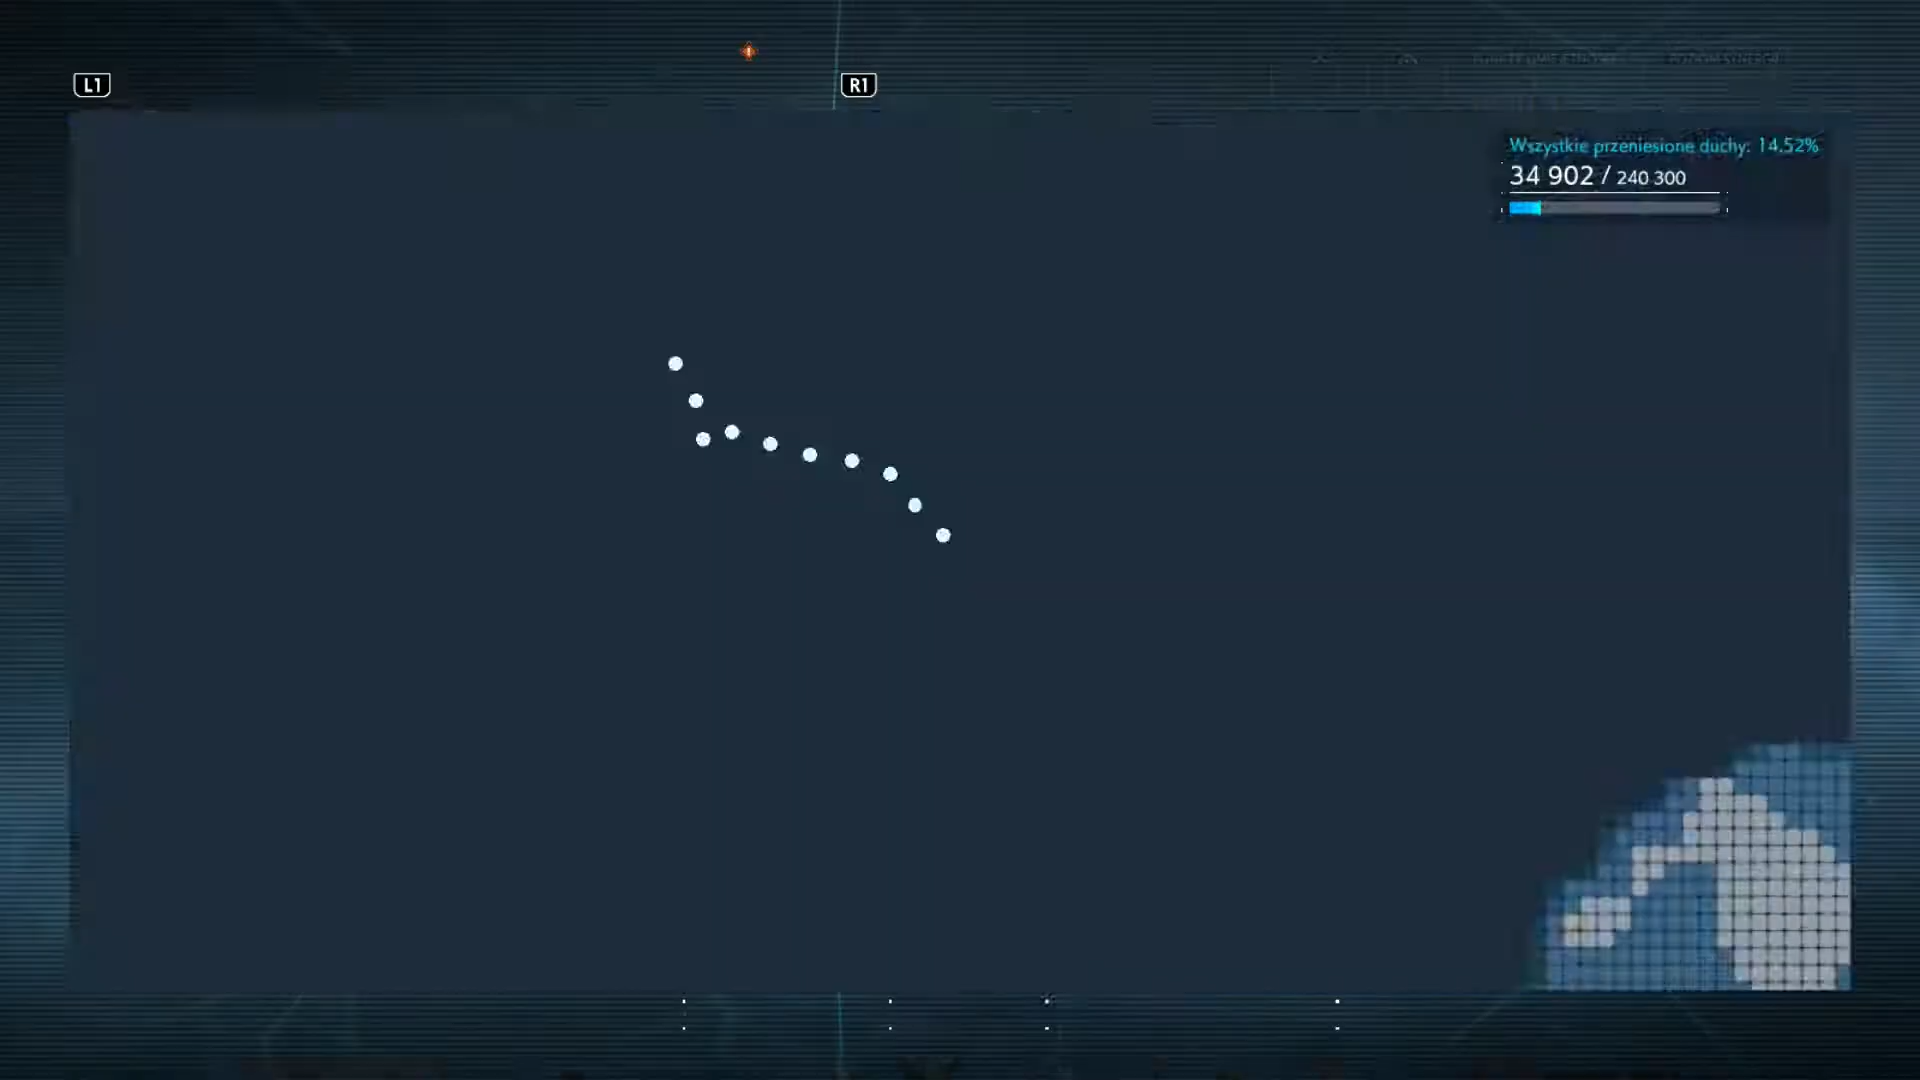 L1
R1
Wszystkie przeniesione duchy: 14.52%
34 902 / 240 300